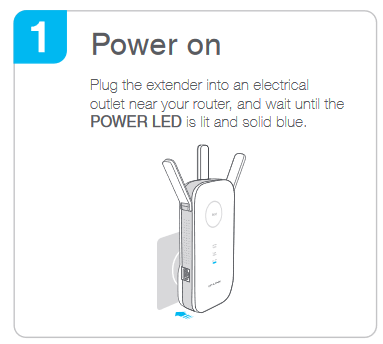 1
Power on
Plug the extender into an electrical
outlet near your router, and wait until the
POWER LED is lit and solid blue.